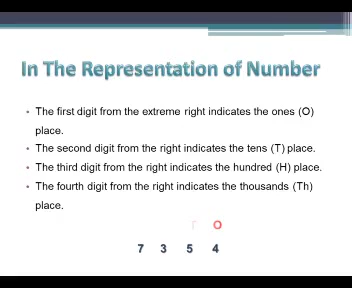 In The Representation of Number
• The first digit from the extreme right indicates the ones (O)
place.
• The second digit from the right indicates the tens (T) place.
• The third digit from the right indicates the hundred (H) place.
• The fourth digit from the right indicates the thousands (Th)
place.
T O
7 3 5 4